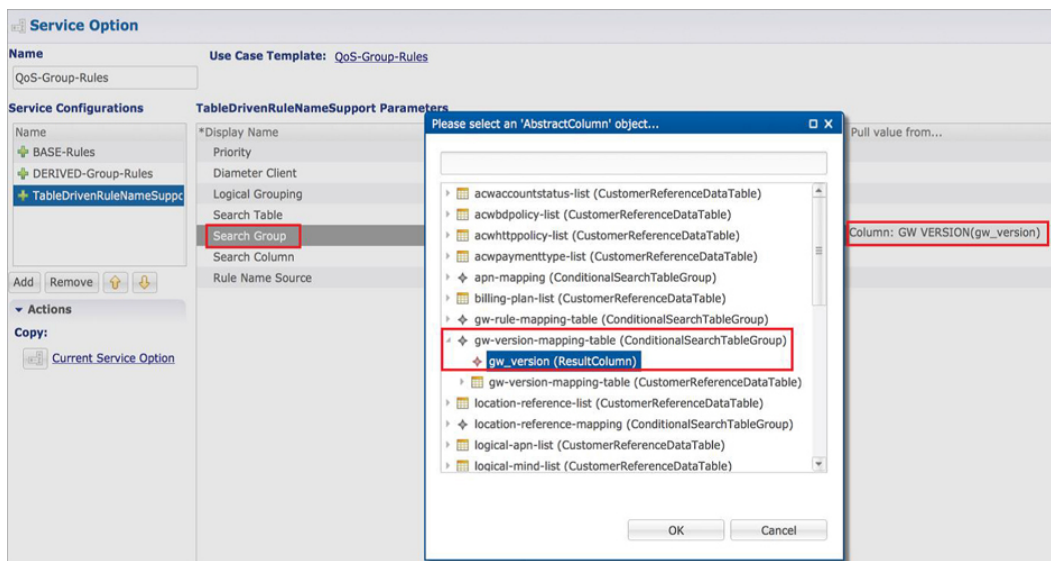 Service Option
Name
Use Case Template: QoS-Group-Rules
QoS-Group-Rules
Service Configurations
TableDrivenRuleNameSupport Parameters
Name
BASE-Rules
DERIVED-Group-Rules
TableDrivenRuleNameSuppo
Add Remove
Actions
Copy:
Current Service Option
*Display Name
Priority
Diameter Client
Logical Grouping
Search Table
Search Group
Search Column
Rule Name Source
Please select an 'AbstractColumn' object...
acwaccountstatus-list (CustomerReferenceDataTable)
acwbdpolicy-list (CustomerReferenceDataTable)
acwhttppolicy-list (CustomerReferenceDataTable)
acwpaymenttype-list (CustomerReferenceDataTable)
apn-mapping (ConditionalSearchTableGroup)
billing-plan-list (CustomerReferenceDataTable)
gw-rule-mapping-table (ConditionalSearchTableGroup)
gw-version-mapping-table (ConditionalSearchTableGroup)
gw_version (ResultColumn)
gw-version-mapping-table (CustomerReferenceDataTable)
location-reference-list (CustomerReferenceDataTable)
location-reference-mapping (ConditionalSearchTableGroup)
logical-apn-list (CustomerReferenceDataTable)
logical-mind-list (CustomerReferenceDataTable)
OK Cancel
Pull value from...
Column: GW VERSION(gw_version)